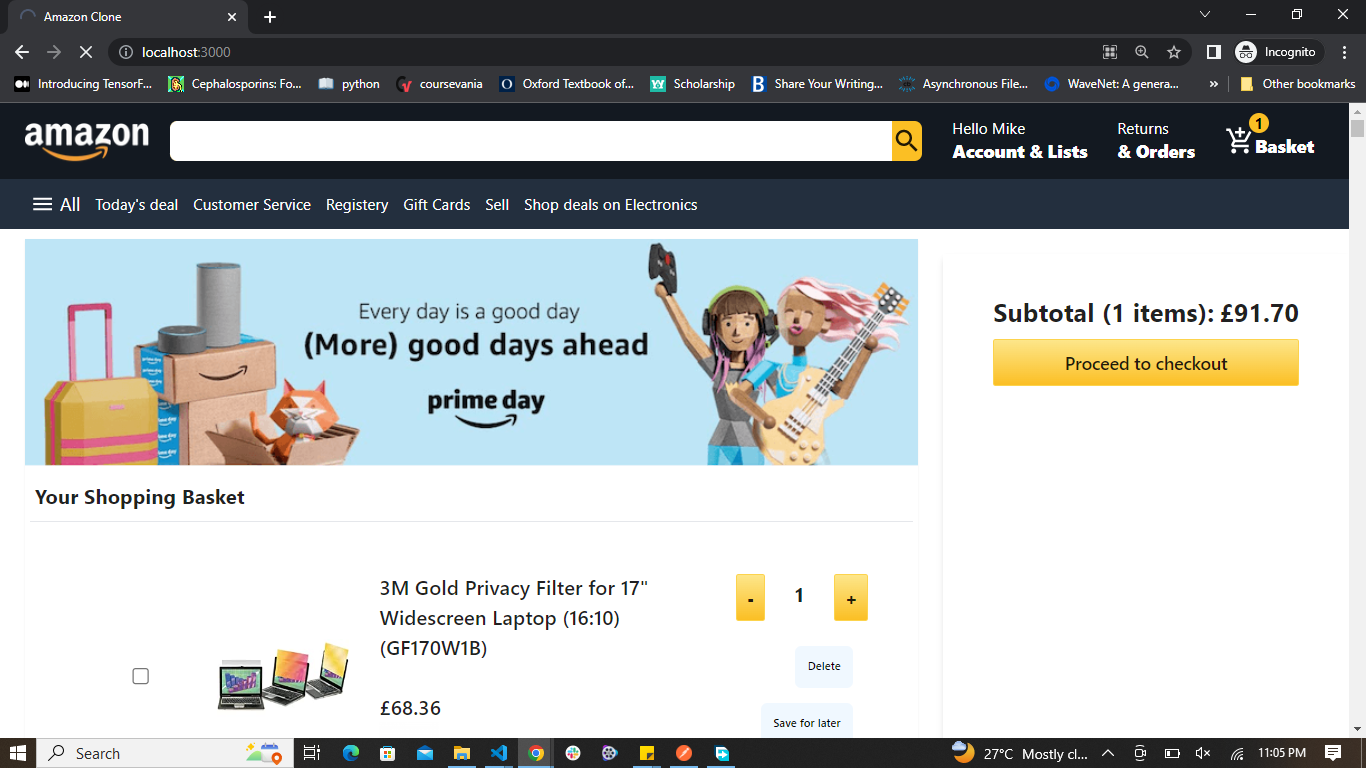 Amazon Clone
localhost:3000
Incognito
Introducing TensorF...
Cephalosporins: Fo...
python
coursevania
Oxford Textbook of...
Scholarship
Share Your Writing...
Asynchronous File...
WaveNet: A genera...
»
Other bookmarks
amazon
Hello Mike
Account & Lists
Returns
& Orders
1
Basket
All
Today's deal
Customer Service
Registery
Gift Cards
Sell
Shop deals on Electronics
Every day is a good day
(More) good days ahead
prime day
Subtotal (1 items): £91.70
Proceed to checkout
Your Shopping Basket
3M Gold Privacy Filter for 17"
Widescreen Laptop (16:10)
(GF170W1B)
£68.36
-
1
+
Delete
Save for later
Search
27°C Mostly cl...
11:05 PM